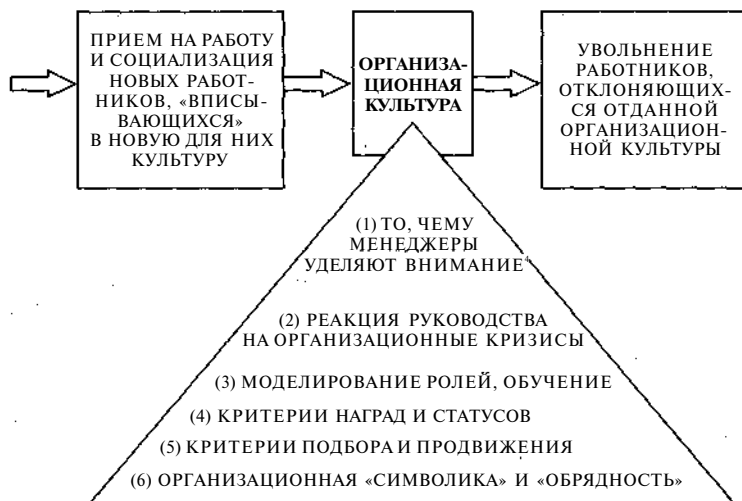 ПРИЕМ НА РАБОТУ
И СОЦИАЛИЗАЦИЯ
НОВЫХ РАБОТ-
НИКОВ, «ВПИСЫ-
ВАЮЩИХСЯ»
В НОВУЮ ДЛЯ НИХ
КУЛЬТУРУ
ОРГАНИЗА-
ЦИОННАЯ
КУЛЬТУРА
УВОЛЬНЕНИЕ
РАБОТНИКОВ,
ОТКЛОНЯЮЩИХ-
СЯ ОТДАННОЙ
ОРГАНИЗАЦИОН-
НОЙ КУЛЬТУРЫ
(1) ТО, ЧЕМУ
МЕНЕДЖЕРЫ
УДЕЛЯЮТ ВНИМАНИЕ
(2) РЕАКЦИЯ РУКОВОДСТВА
НА ОРГАНИЗАЦИОННЫЕ КРИЗИСЫ
(3) МОДЕЛИРОВАНИЕ РОЛЕЙ, ОБУЧЕНИЕ
(4) КРИТЕРИИ НАГРАД И СТАТУСОВ
(5) КРИТЕРИИ ПОДБОРА И ПРОДВИЖЕНИЯ
(6) ОРГАНИЗАЦИОННАЯ «СИМВОЛИКА» И «ОБРЯДНОСТЬ»